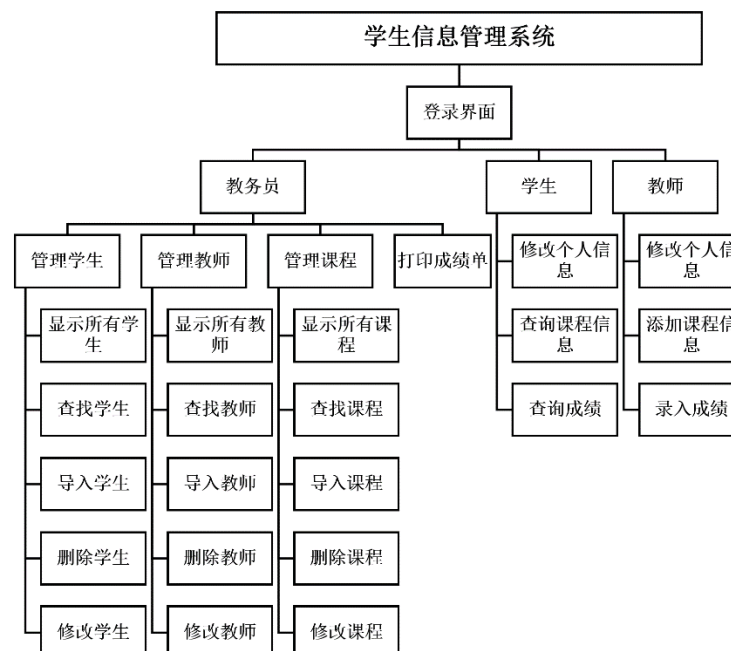 学生信息管理系统
登录界面
教务员
学生
教师
管理学生
管理教师
管理课程
打印成绩单
修改个人信
息
修改个人信
息
显示所有学
生
显示所有教
师
显示所有课
程
查询课程信
息
添加课程信
息
查找学生
查找教师
查找课程
查询成绩
录入成绩
导入学生
导入教师
导入课程
删除学生
删除教师
删除课程
修改学生
修改教师
修改课程